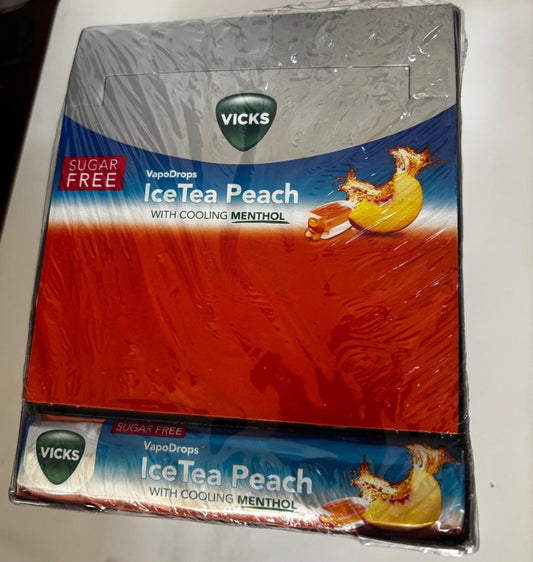 VICKS
SUGAR
FREE
VapoDrops
IceTea Peach
WITH COOLING MENTHOL
SUGAR FREE
VICKS
VapoDrops
IceTea Peach
WITH COOLING MENTHOL